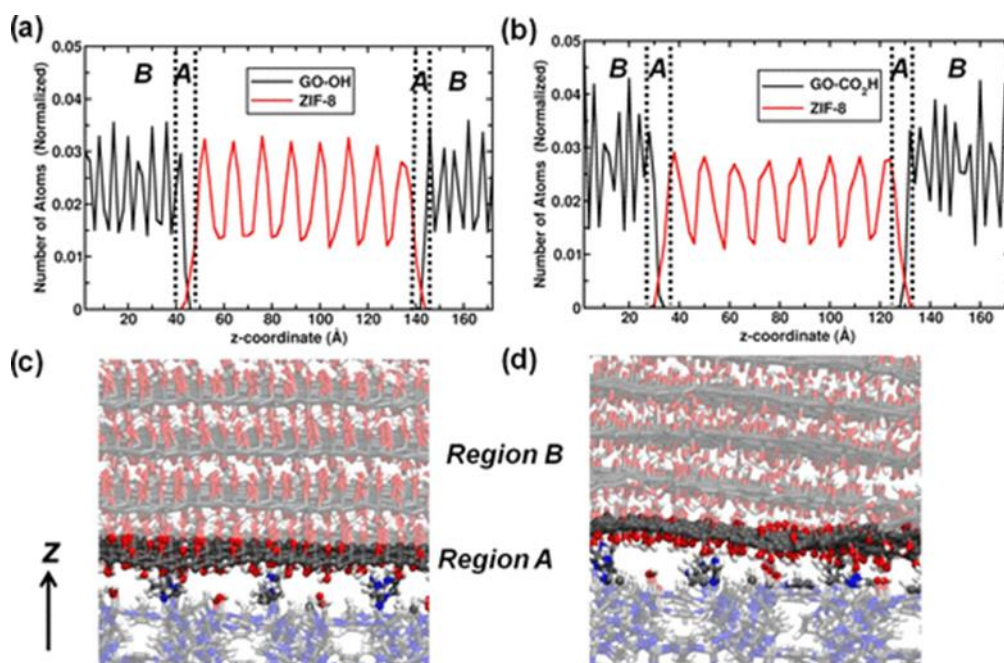 (a)
0.05
0.04
0.03
0.02
0.01
0
Number of Atoms (Normalized)
B A A B
GO-OH
ZIF-8
20 40 60 80 100 120 140 160
z-coordinate (Å)
(b)
0.05
0.04
0.03
0.02
0.01
0
Number of Atoms (Normalized)
B A A B
GO-CO₂H
ZIF-8
20 40 60 80 100 120 140 160
z-coordinate (Å)
(c)
(d)
Region B
Region A
Z